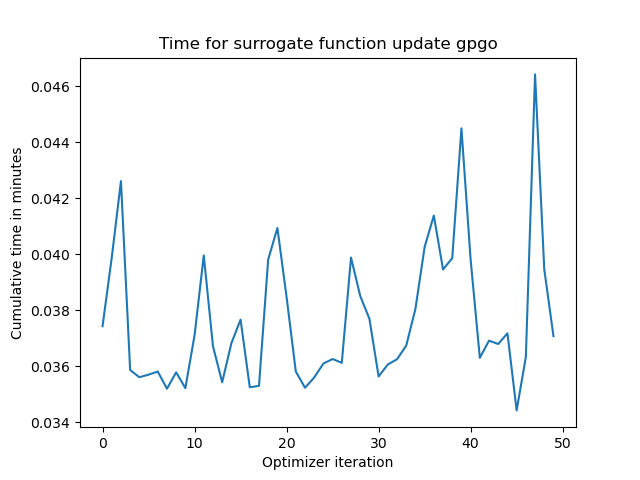 Time for surrogate function update gpgo
Cumulative time in minutes
0.046
0.044
0.042
0.040
0.038
0.036
0.034
0 10 20 30 40 50
Optimizer iteration